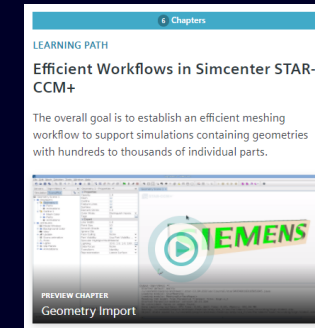 6 Chapters
LEARNING PATH
Efficient Workflows in Simcenter STAR-
CCM+
The overall goal is to establish an efficient meshing
workflow to support simulations containing geometries
with hundreds to thousands of individual parts.
IEMENS
PREVIEW CHAPTER
Geometry Import